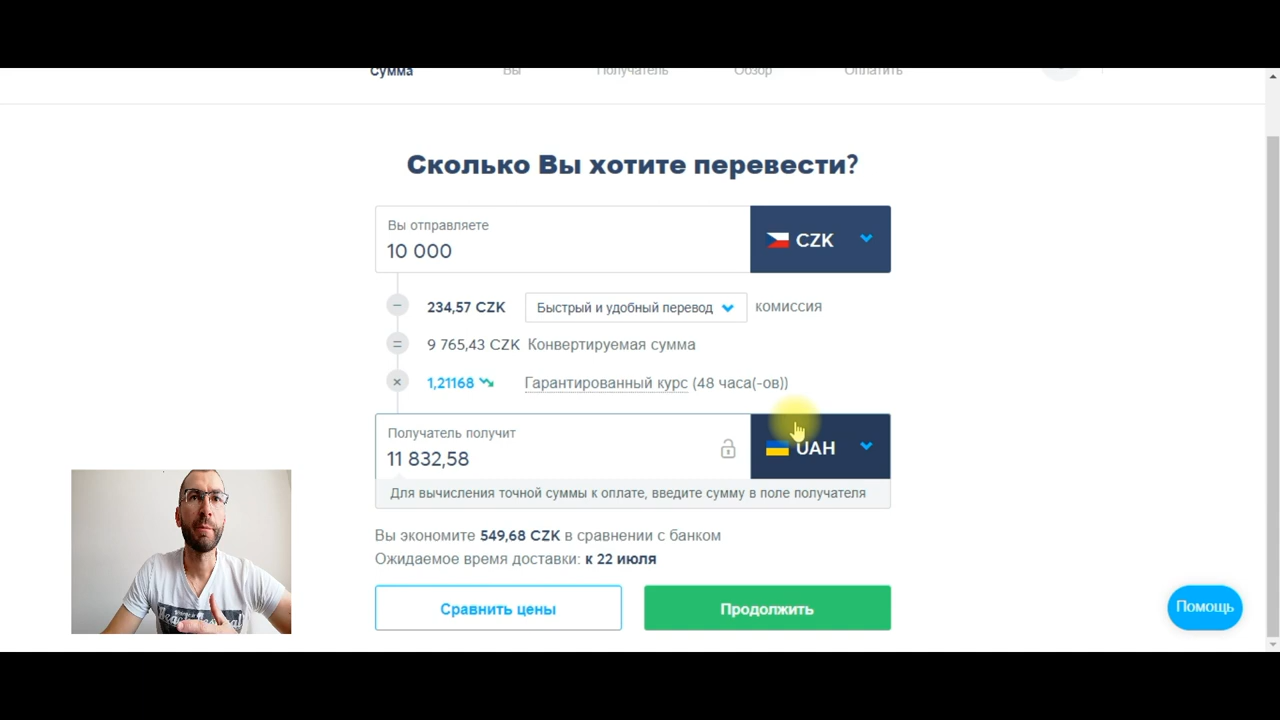 Сумма Вы Получатель Обзор Оплатить
Сколько Вы хотите перевести?
Вы отправляете
10 000
CZK
234,57 CZK Быстрый и удобный перевод комиссия
9 765,43 CZK Конвертируемая сумма
1,21168 Гарантированный курс (48 часа(-ов))
Получатель получит
11 832,58
UAH
Для вычисления точной суммы к оплате, введите сумму в поле получателя
Вы экономите 549,68 CZK в сравнении с банком
Ожидаемое время доставки: к 22 июля
Сравнить цены
Продолжить
Помощь